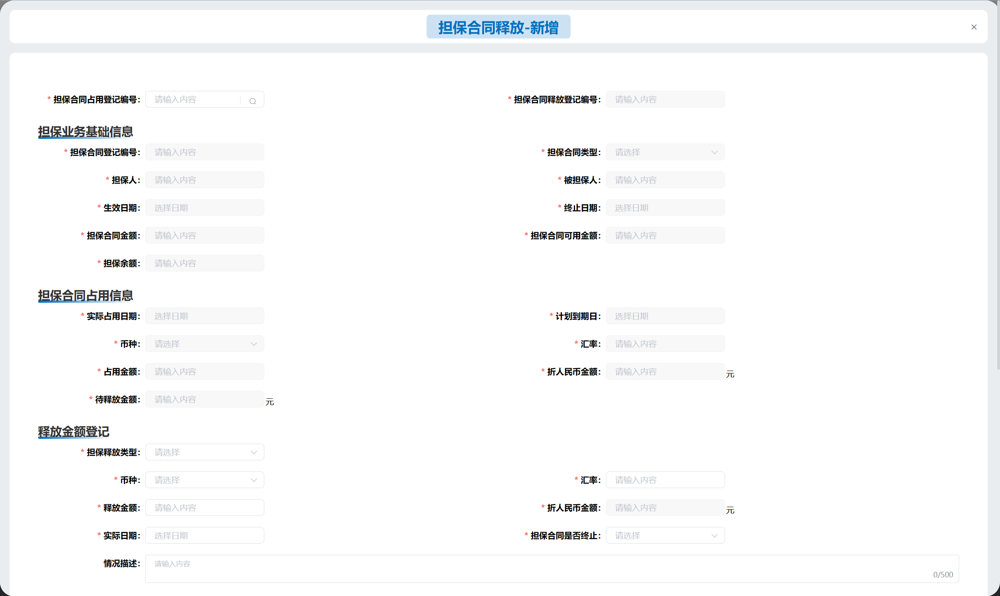 担保合同释放-新增
* 担保合同占用登记编号： 请输入内容
* 担保合同释放登记编号： 请输入内容
担保业务基础信息
* 担保合同登记编号： 请输入内容
* 担保合同类型： 请选择
* 担保人： 请输入内容
* 被担保人： 请输入内容
* 生效日期： 选择日期
* 终止日期： 选择日期
* 担保合同金额： 请输入内容
* 担保合同可用金额： 请输入内容
* 担保余额： 请输入内容
担保合同占用信息
* 实际占用日期： 选择日期
* 计划到期日： 选择日期
* 币种： 请选择
* 汇率： 请输入内容
* 占用金额： 请输入内容
* 折人民币金额： 请输入内容 元
* 待释放金额： 请输入内容 元
释放金额登记
* 担保释放类型： 请选择
* 币种： 请选择
* 汇率： 请输入内容
* 释放金额： 请输入内容
* 折人民币金额： 请输入内容 元
* 实际日期： 选择日期
* 担保合同是否终止： 请选择
情况描述： 请输入内容
0/500